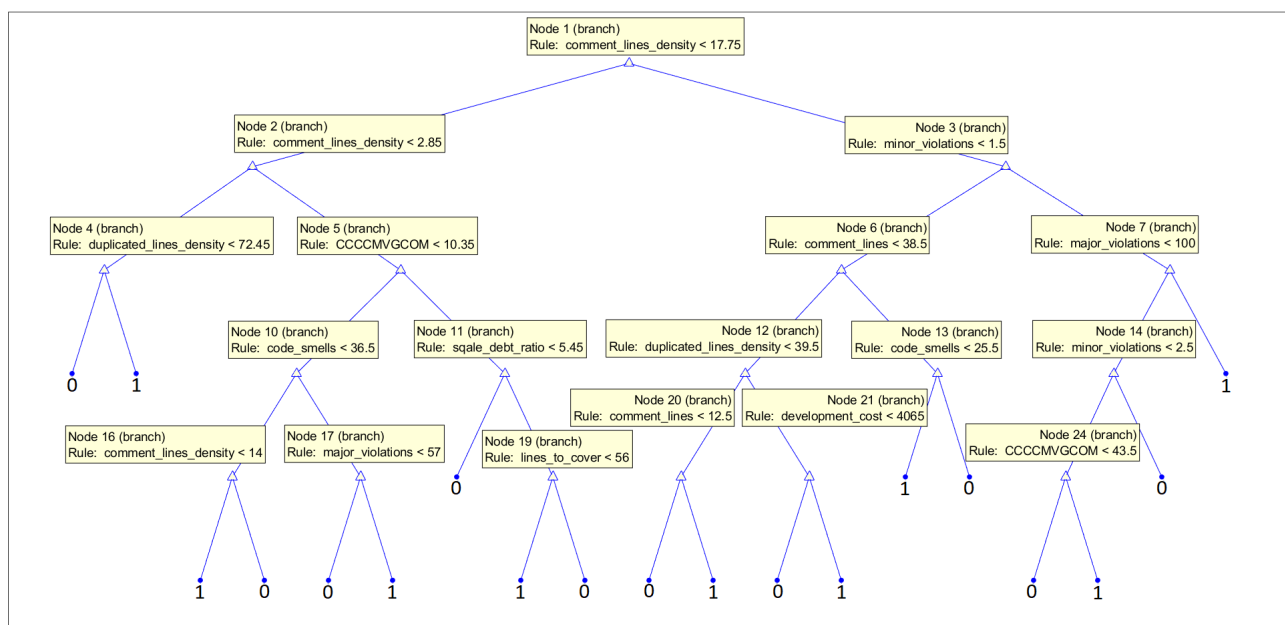 Node 1 (branch)
Rule: comment_lines_density < 17.75
Node 2 (branch)
Rule: comment_lines_density < 2.85
Node 3 (branch)
Rule: minor_violations < 1.5
Node 4 (branch)
Rule: duplicated_lines_density < 72.45
Node 5 (branch)
Rule: CCCCMVGCOM < 10.35
Node 6 (branch)
Rule: comment_lines < 38.5
Node 7 (branch)
Rule: major_violations < 100
Node 10 (branch)
Rule: code_smells < 36.5
Node 11 (branch)
Rule: sqale_debt_ratio < 5.45
Node 12 (branch)
Rule: duplicated_lines_density < 39.5
Node 13 (branch)
Rule: code_smells < 25.5
Node 14 (branch)
Rule: minor_violations < 2.5
0
1
1
Node 20 (branch)
Rule: comment_lines < 12.5
Node 21 (branch)
Rule: development_cost < 4065
Node 16 (branch)
Rule: comment_lines_density < 14
Node 17 (branch)
Rule: major_violations < 57
Node 19 (branch)
Rule: lines_to_cover < 56
Node 24 (branch)
Rule: CCCCMVGCOM < 43.5
0
1
0
0
1
0
0
1
1
0
0
1
0
1
0
1